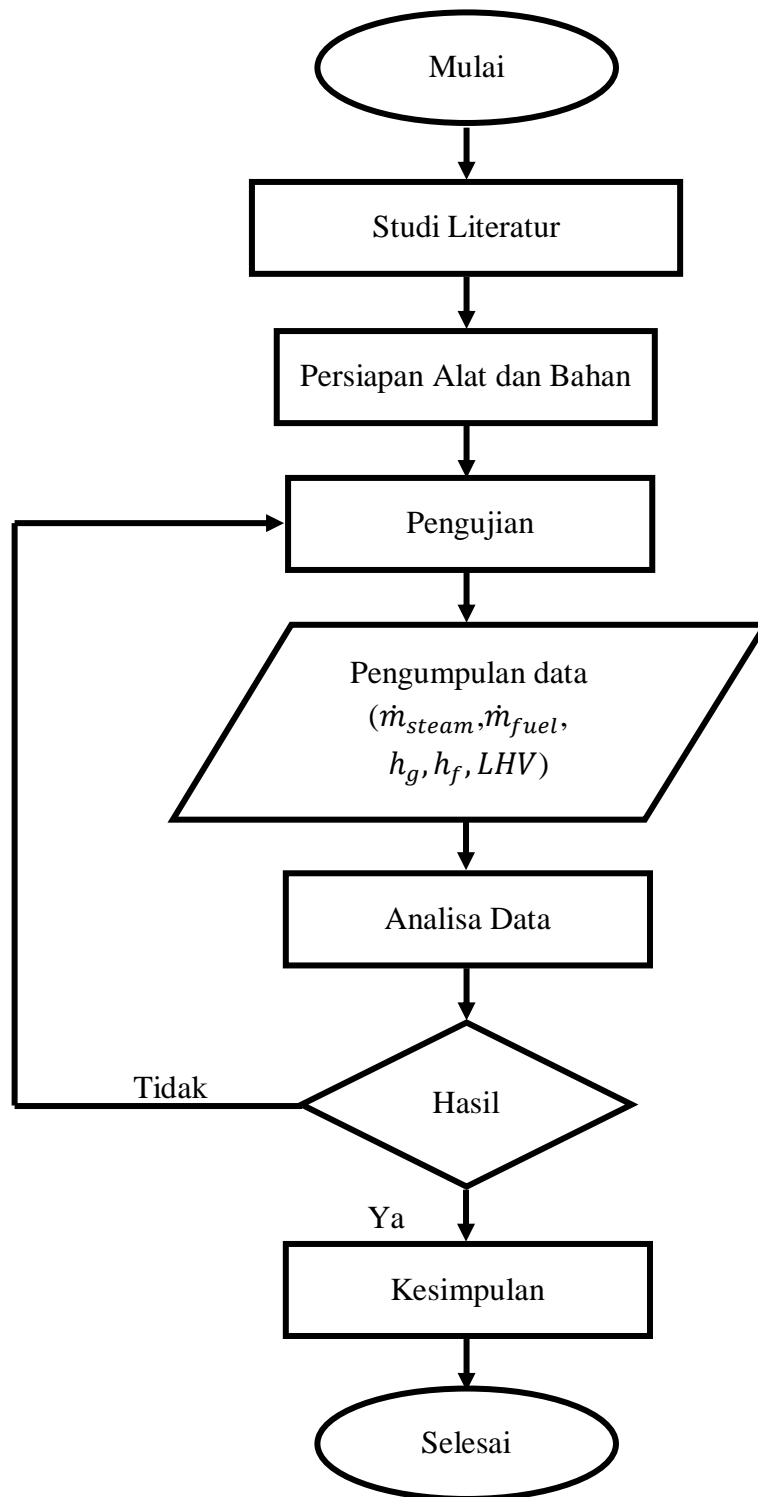 Mulai
Studi Literatur
Persiapan Alat dan Bahan
Pengujian
Pengumpulan data
(ṁ_steam,ṁ_fuel,
h_g, h_f, LHV)
Analisa Data
Tidak
Hasil
Ya
Kesimpulan
Selesai